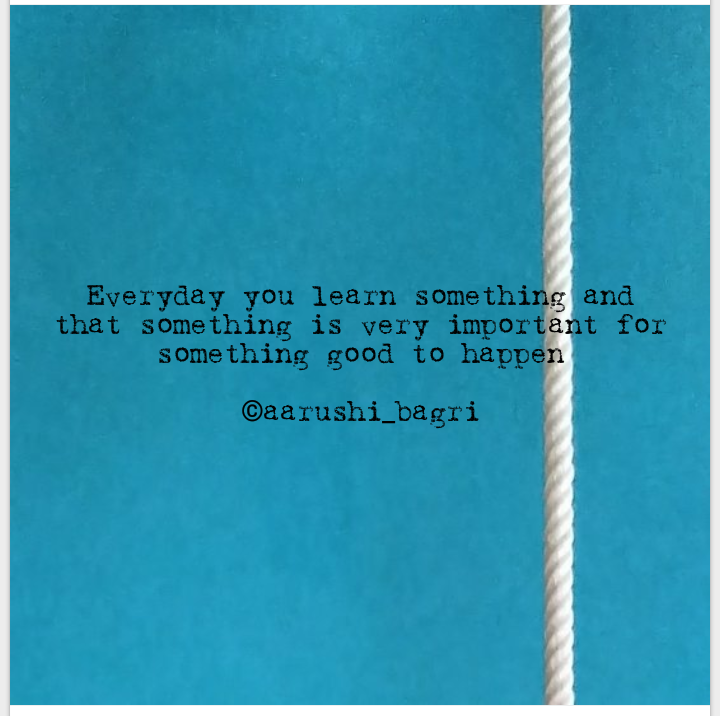 Everyday you learn something and
that something is very important for
something good to happen
©aarushi_bagri